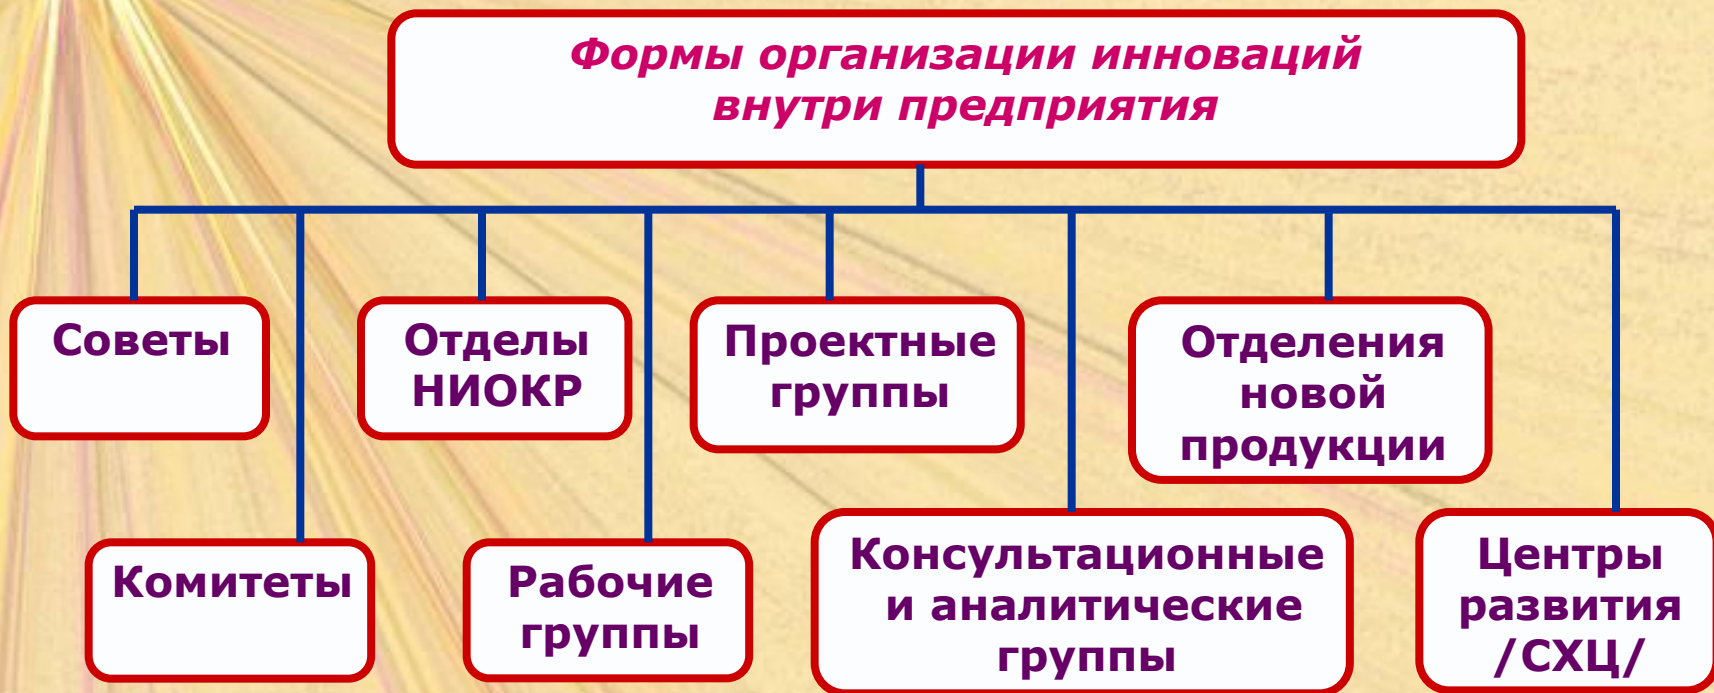 Формы организации инноваций
внутри предприятия
Советы
Отделы
НИОКР
Проектные
группы
Отделения
новой
продукции
Комитеты
Рабочие
группы
Консультационные
и аналитические
группы
Центры
развития
/СХЦ/